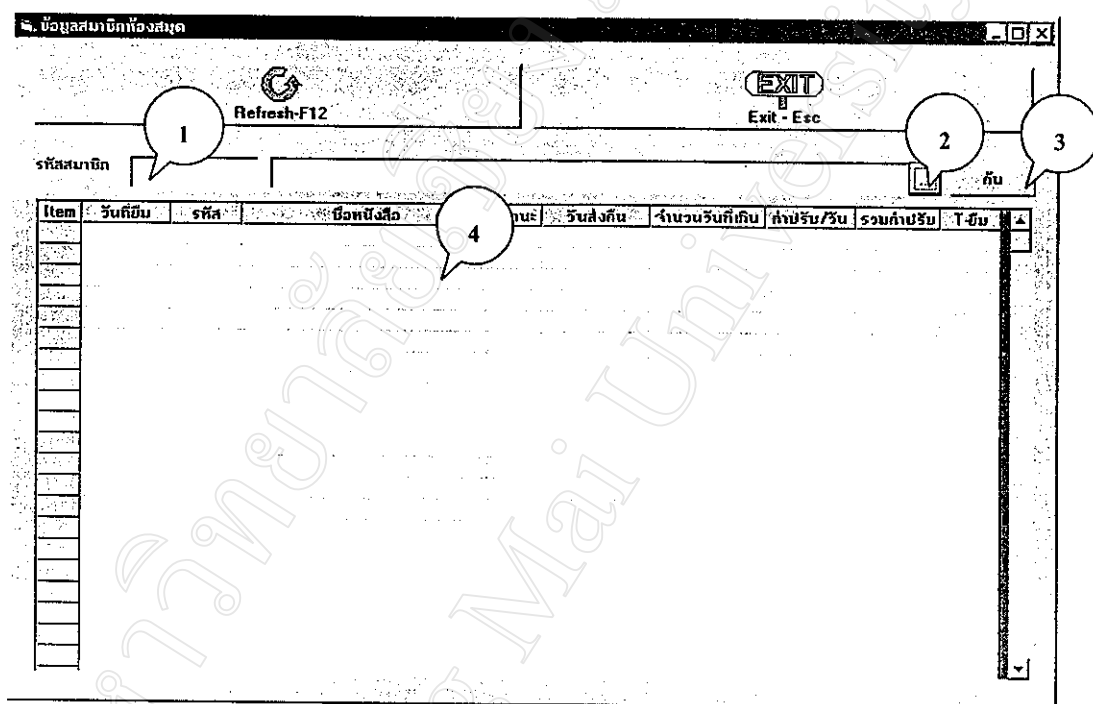 ข้อมูลสมาชิกห้องสมุด
Refresh-F12
EXIT
Exit - Esc
1
2
3
รหัสสมาชิก
...
ค้น
Item วันที่ยืม รหัส ชื่อหนังสือ วันส่งคืน จำนวนวันที่เกิน ค่าปรับ/วัน รวมค่าปรับ T-ยืม
4
Mai University